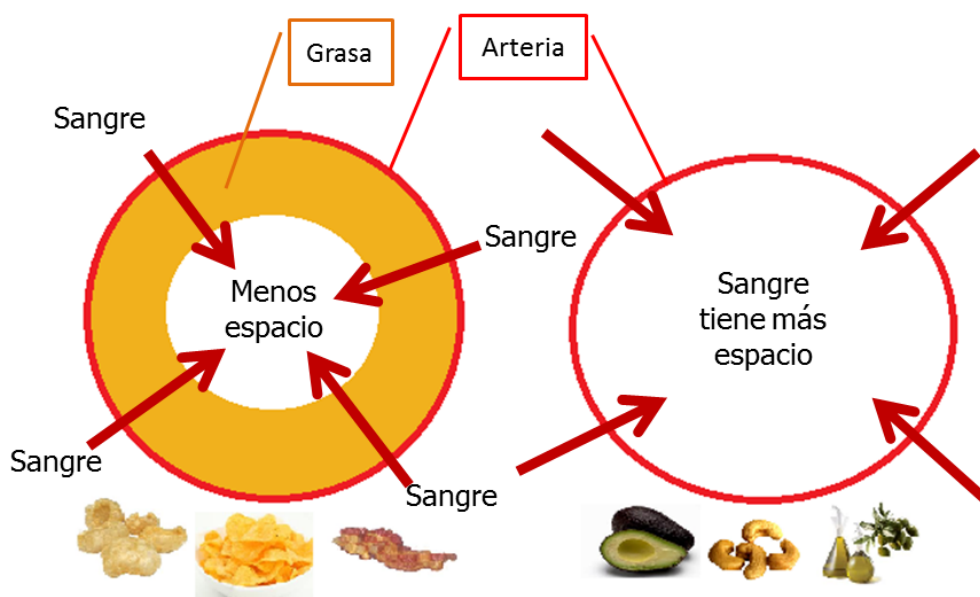 Grasa
Arteria
Sangre
Sangre
Menos
espacio
Sangre
tiene más
espacio
Sangre
Sangre